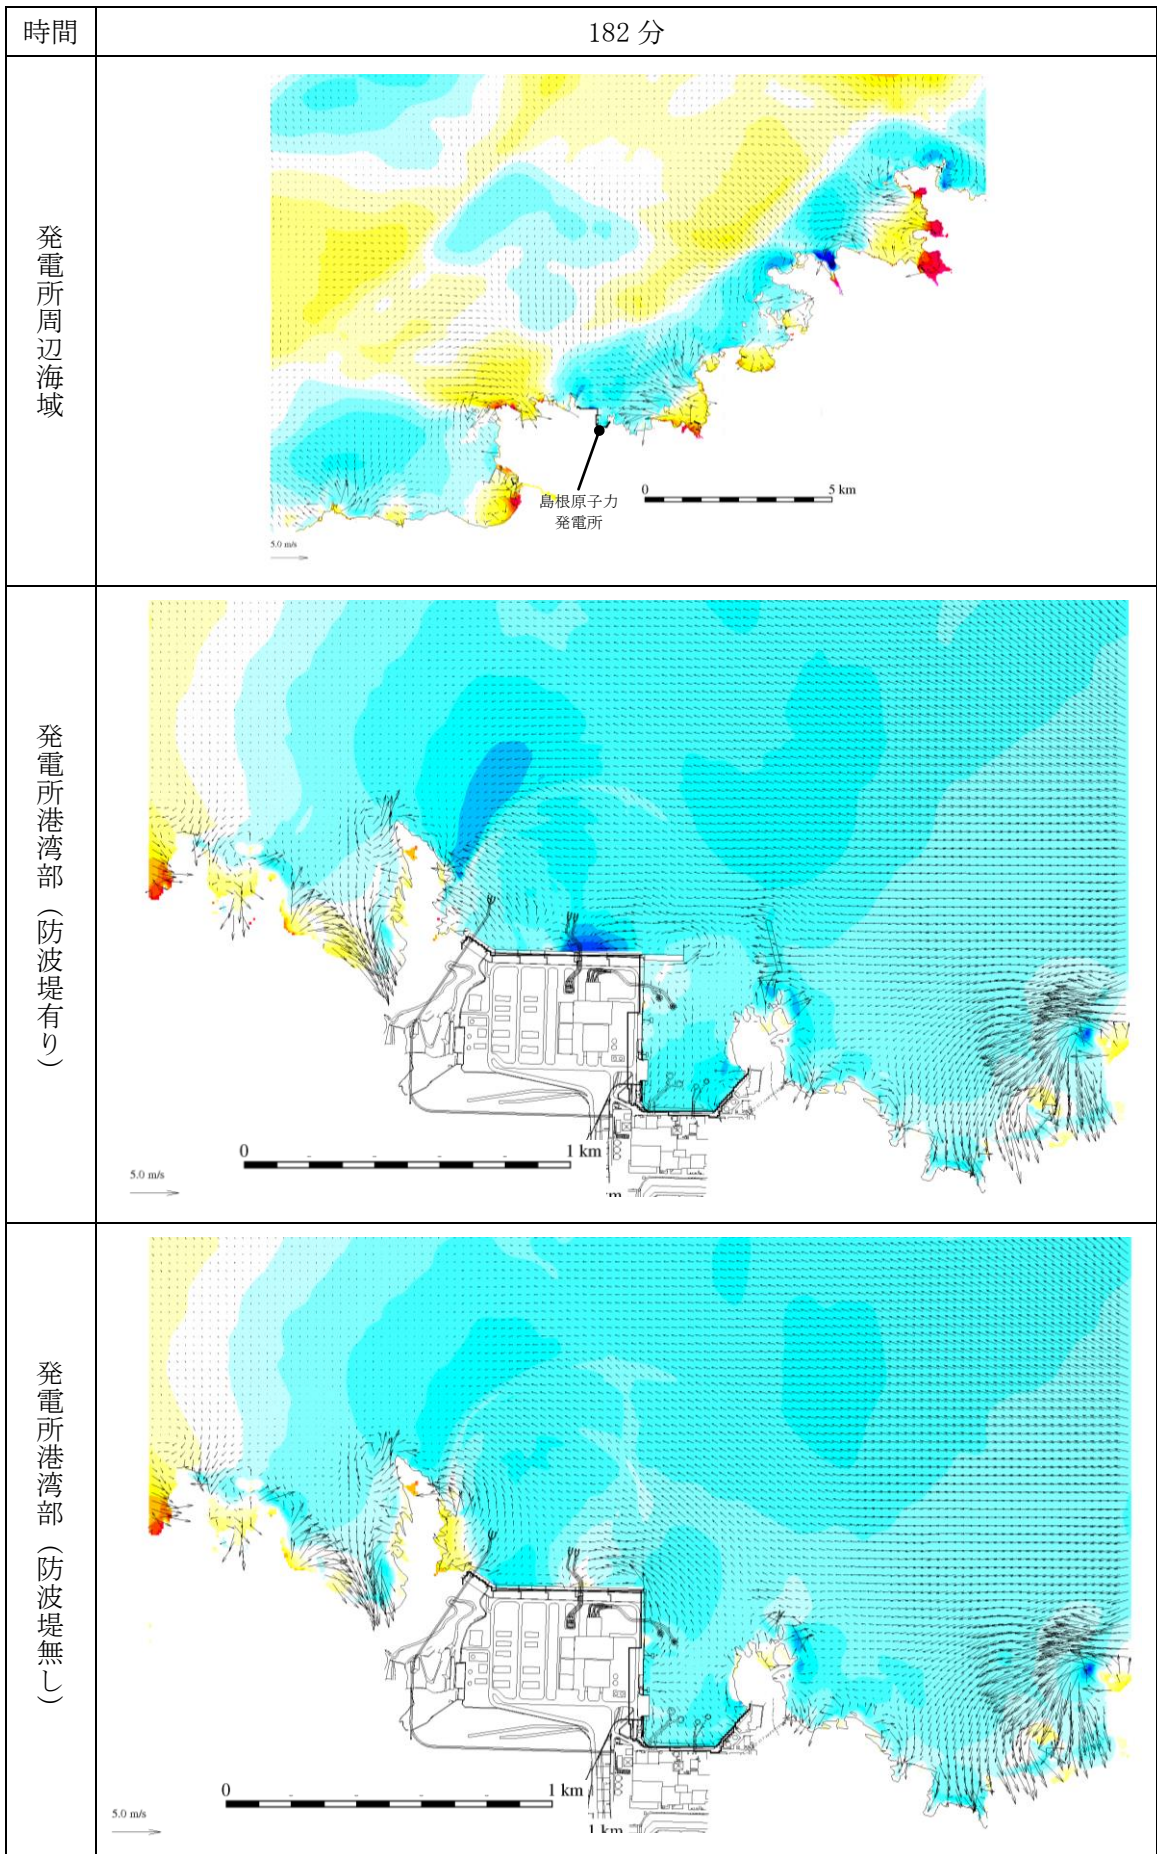 時間
182 分
発電所周辺海域
島根原子力
発電所
0
5 km
5.0 m/s
発電所港湾部（防波堤有り）
0
1 km
5.0 m/s
発電所港湾部（防波堤無し）
0
1 km
5.0 m/s
1 km